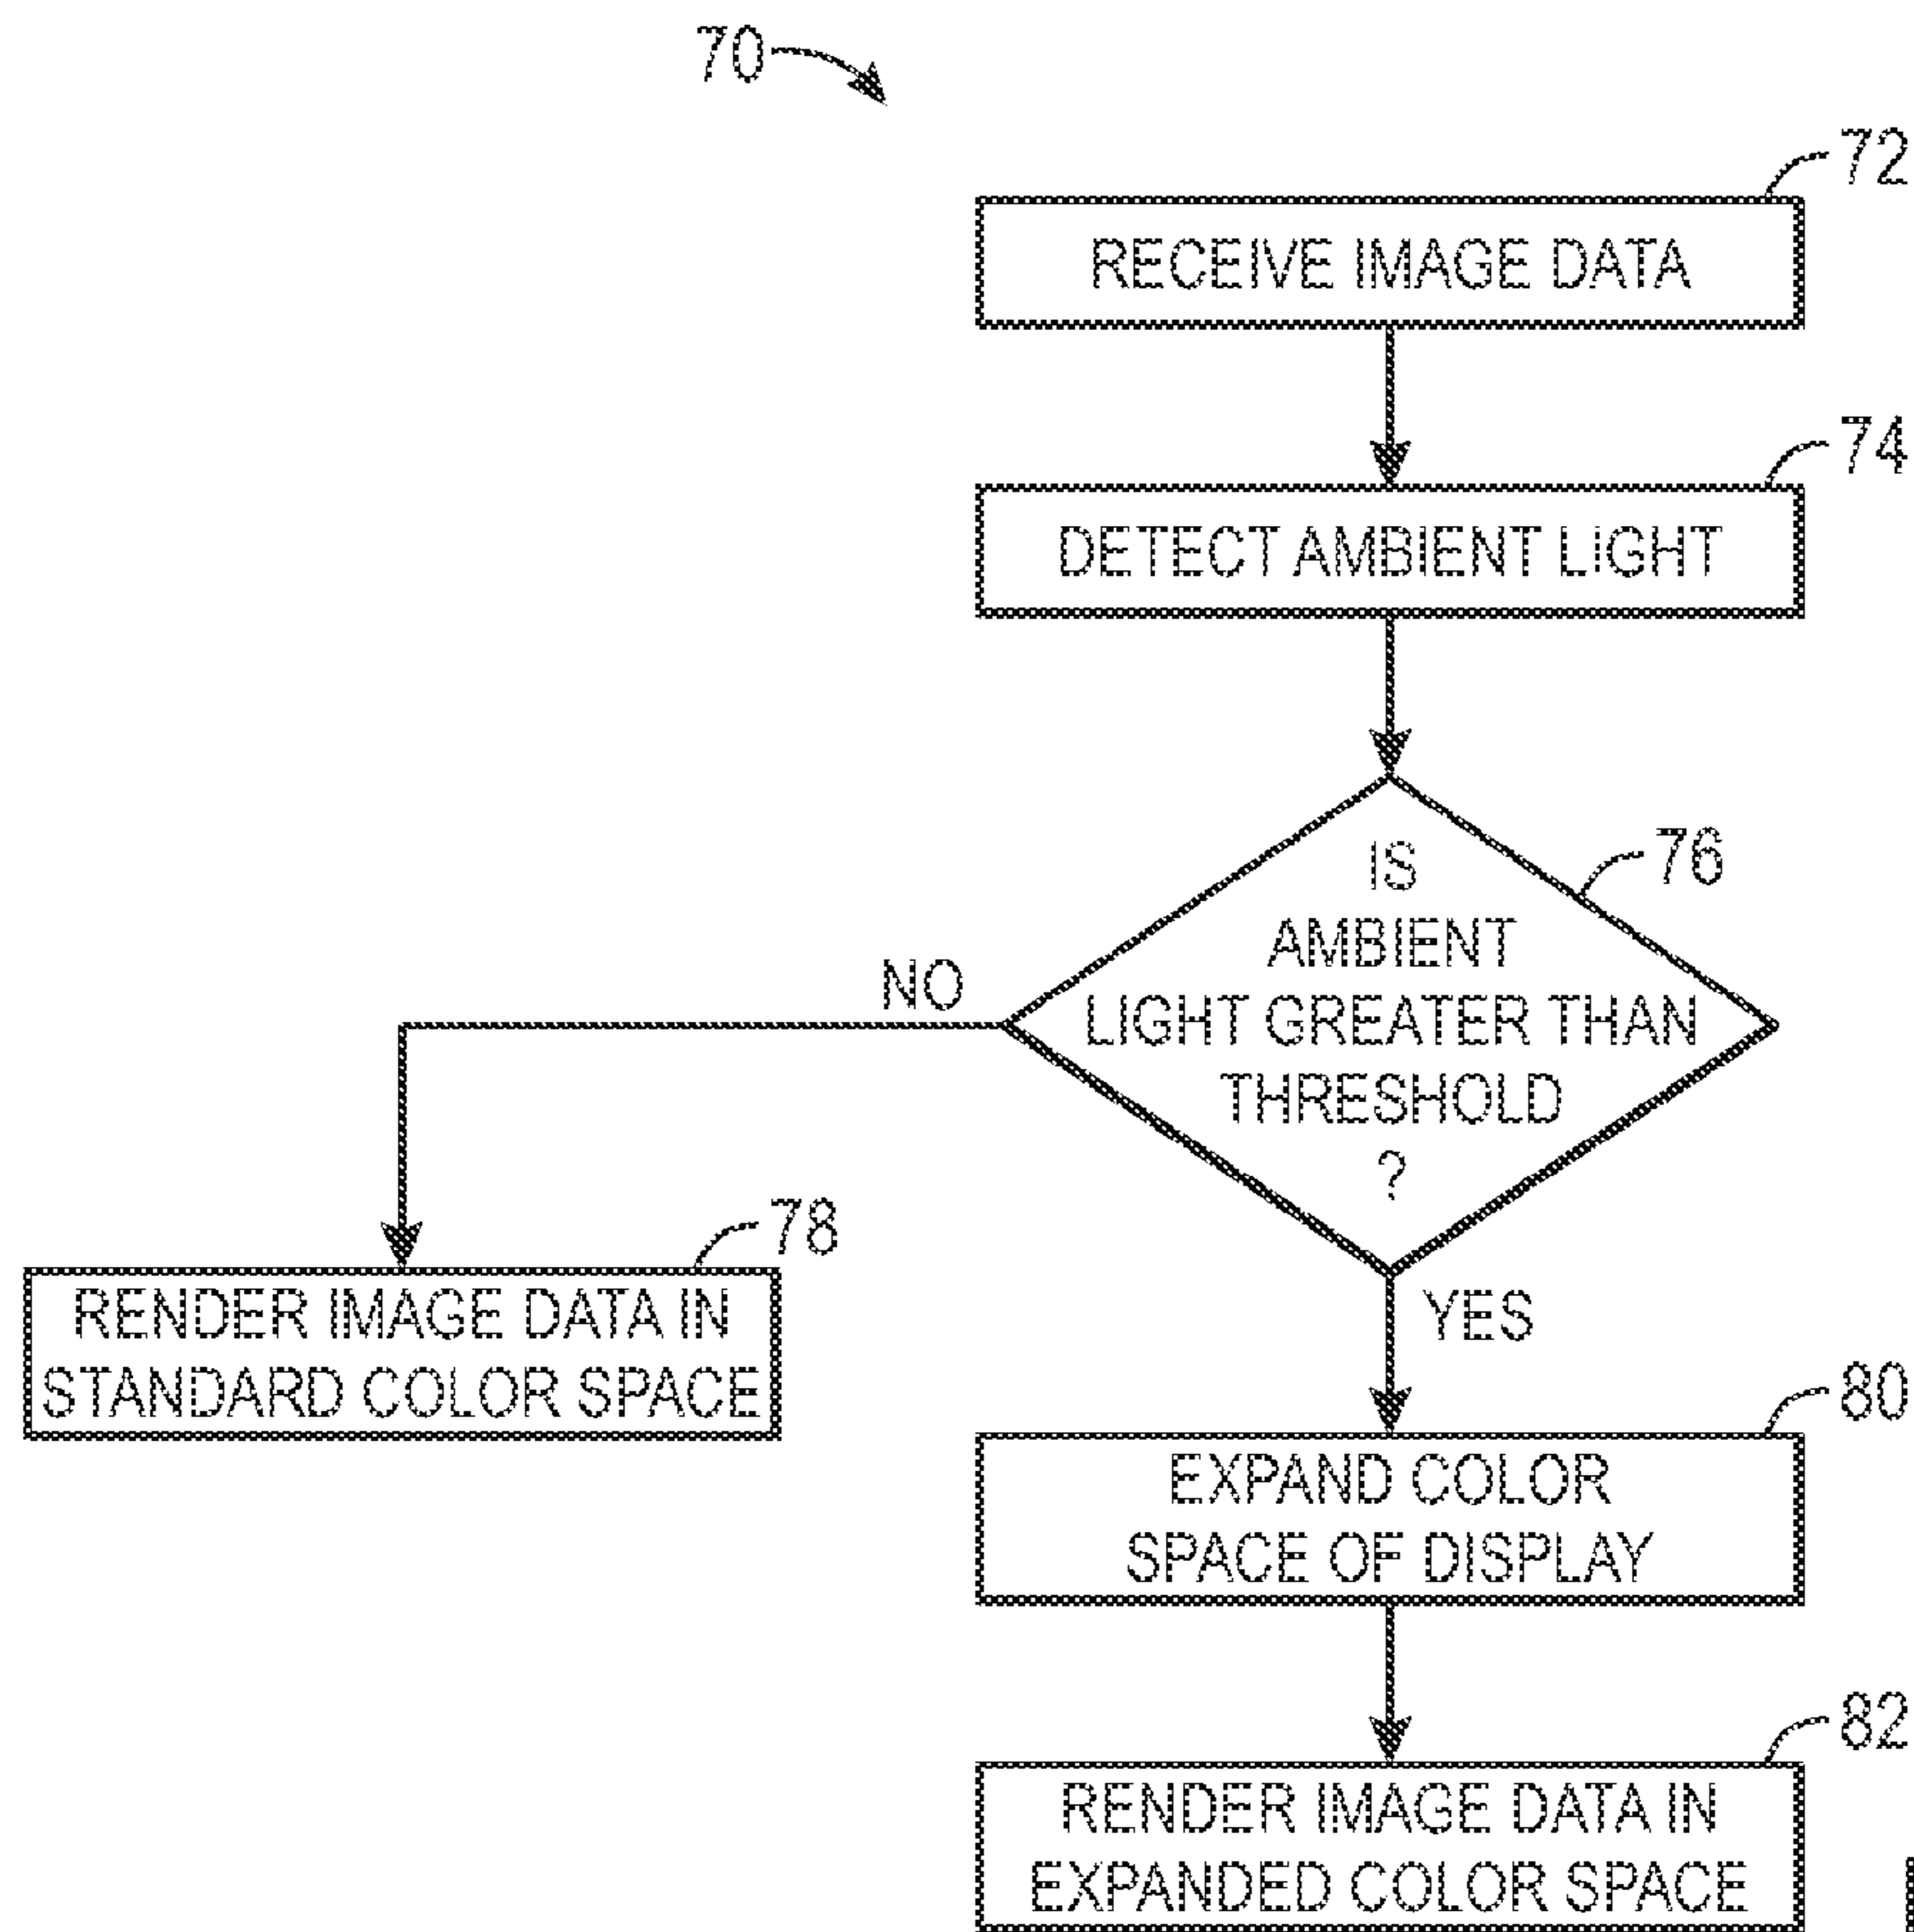 70
72
RECEIVE IMAGE DATA
74
DETECT AMBIENT LIGHT
76
IS
AMBIENT
LIGHT GREATER THAN
THRESHOLD
?
NO
YES
78
RENDER IMAGE DATA IN
STANDARD COLOR SPACE
80
EXPAND COLOR
SPACE OF DISPLAY
82
RENDER IMAGE DATA IN
EXPANDED COLOR SPACE